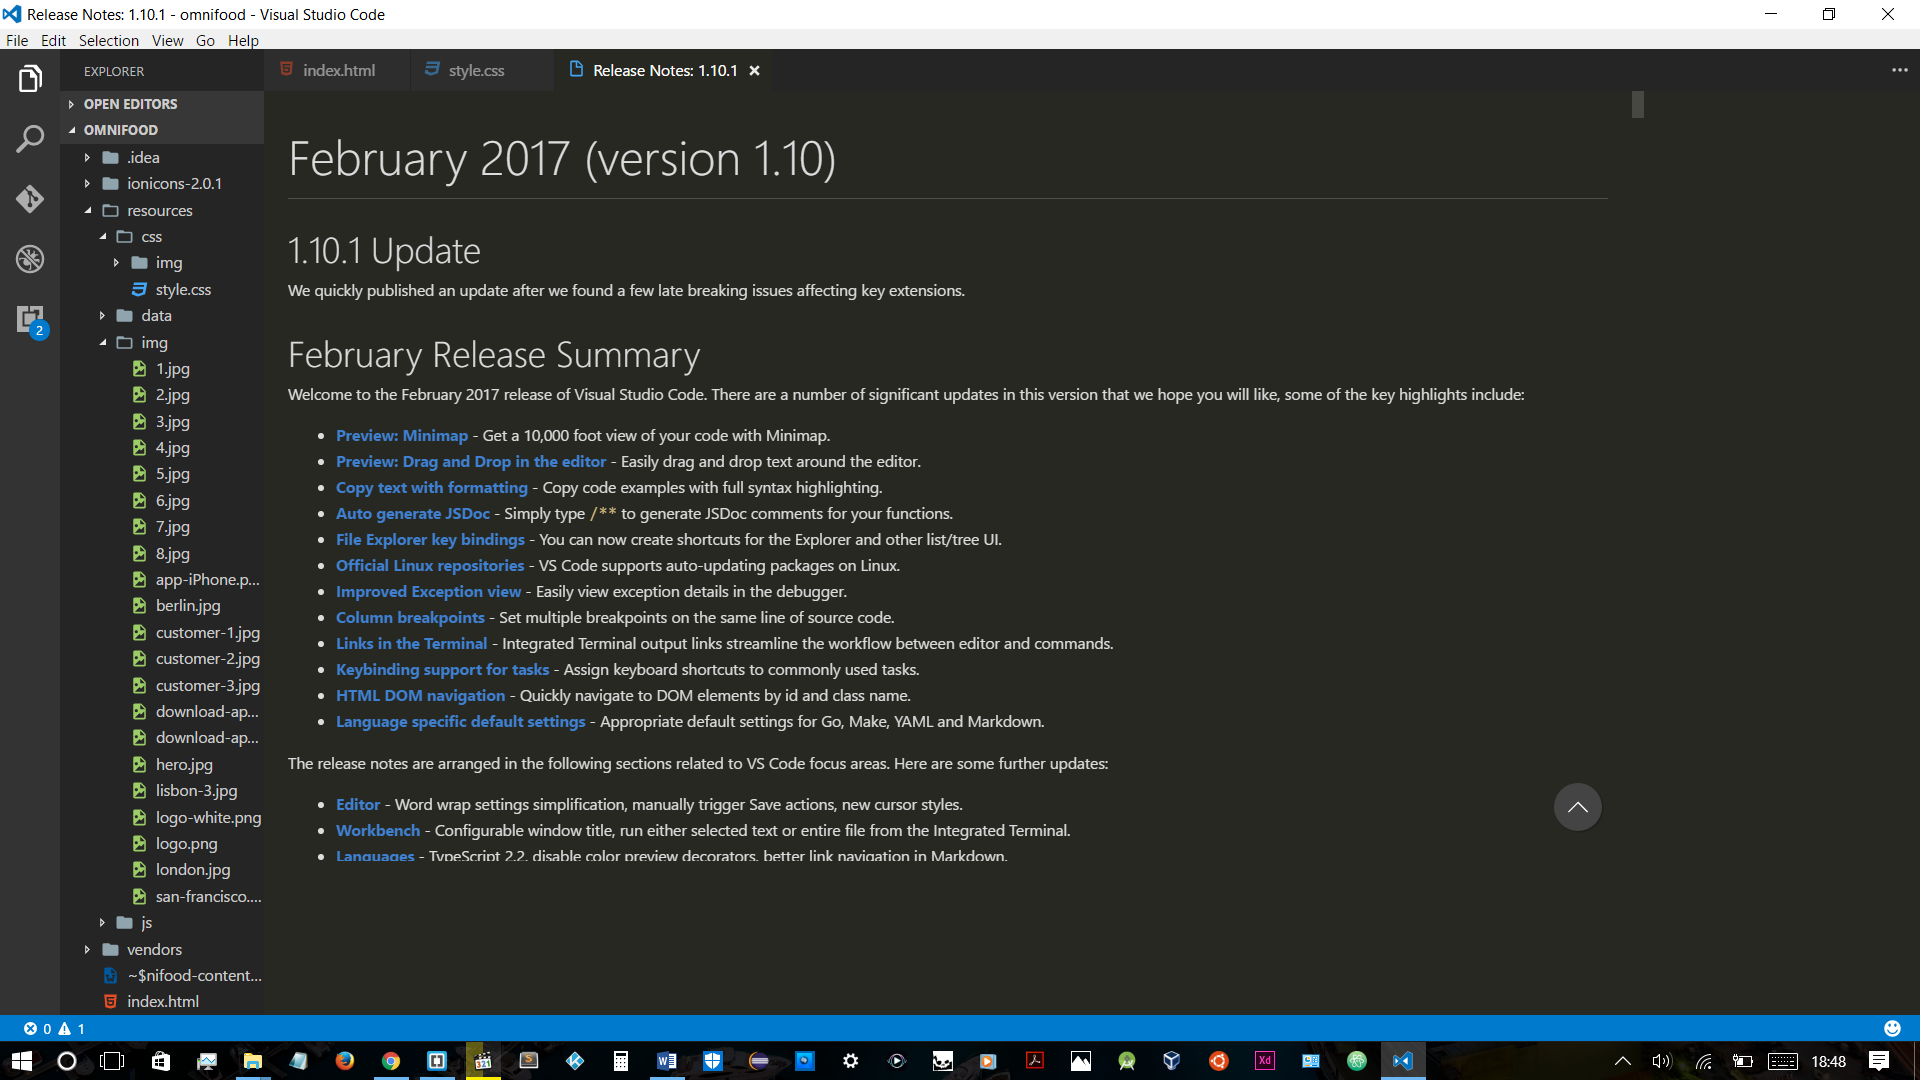 Release Notes: 1.10.1 - omnifood - Visual Studio Code
File Edit Selection View Go Help
EXPLORER
OPEN EDITORS
OMNIFOOD
.idea
ionicons-2.0.1
resources
css
img
style.css
data
img
1.jpg
2.jpg
3.jpg
4.jpg
5.jpg
6.jpg
7.jpg
8.jpg
app-iPhone.p...
berlin.jpg
customer-1.jpg
customer-2.jpg
customer-3.jpg
download-ap...
download-ap...
hero.jpg
lisbon-3.jpg
logo-white.png
logo.png
london.jpg
san-francisco....
js
vendors
~$nifood-content...
index.html
2
index.html
style.css
Release Notes: 1.10.1
February 2017 (version 1.10)
1.10.1 Update
We quickly published an update after we found a few late breaking issues affecting key extensions.
February Release Summary
Welcome to the February 2017 release of Visual Studio Code. There are a number of significant updates in this version that we hope you will like, some of the key highlights include:
Preview: Minimap - Get a 10,000 foot view of your code with Minimap.
Preview: Drag and Drop in the editor - Easily drag and drop text around the editor.
Copy text with formatting - Copy code examples with full syntax highlighting.
Auto generate JSDoc - Simply type /** to generate JSDoc comments for your functions.
File Explorer key bindings - You can now create shortcuts for the Explorer and other list/tree UI.
Official Linux repositories - VS Code supports auto-updating packages on Linux.
Improved Exception view - Easily view exception details in the debugger.
Column breakpoints - Set multiple breakpoints on the same line of source code.
Links in the Terminal - Integrated Terminal output links streamline the workflow between editor and commands.
Keybinding support for tasks - Assign keyboard shortcuts to commonly used tasks.
HTML DOM navigation - Quickly navigate to DOM elements by id and class name.
Language specific default settings - Appropriate default settings for Go, Make, YAML and Markdown.
The release notes are arranged in the following sections related to VS Code focus areas. Here are some further updates:
Editor - Word wrap settings simplification, manually trigger Save actions, new cursor styles.
Workbench - Configurable window title, run either selected text or entire file from the Integrated Terminal.
Languages - TypeScript 2.2, disable color preview decorators, better link navigation in Markdown.
0 1
321
Xd
18:48